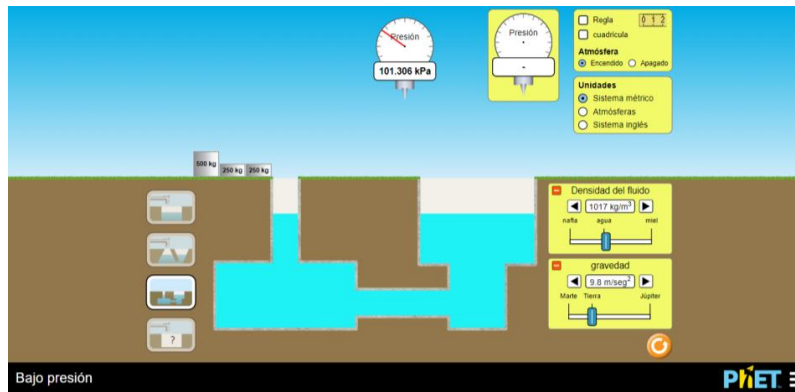 Presión
101.306 kPa
Presión
-
Regla
0 1 2
cuadrícula
Atmósfera
Encendido
Apagado
Unidades
Sistema métrico
Atmósferas
Sistema inglés
500 kg
250 kg
250 kg
Densidad del fluido
1017 kg/m³
nafta agua miel
gravedad
9.8 m/seg²
Marte Tierra Júpiter
?
Bajo presión
PhET